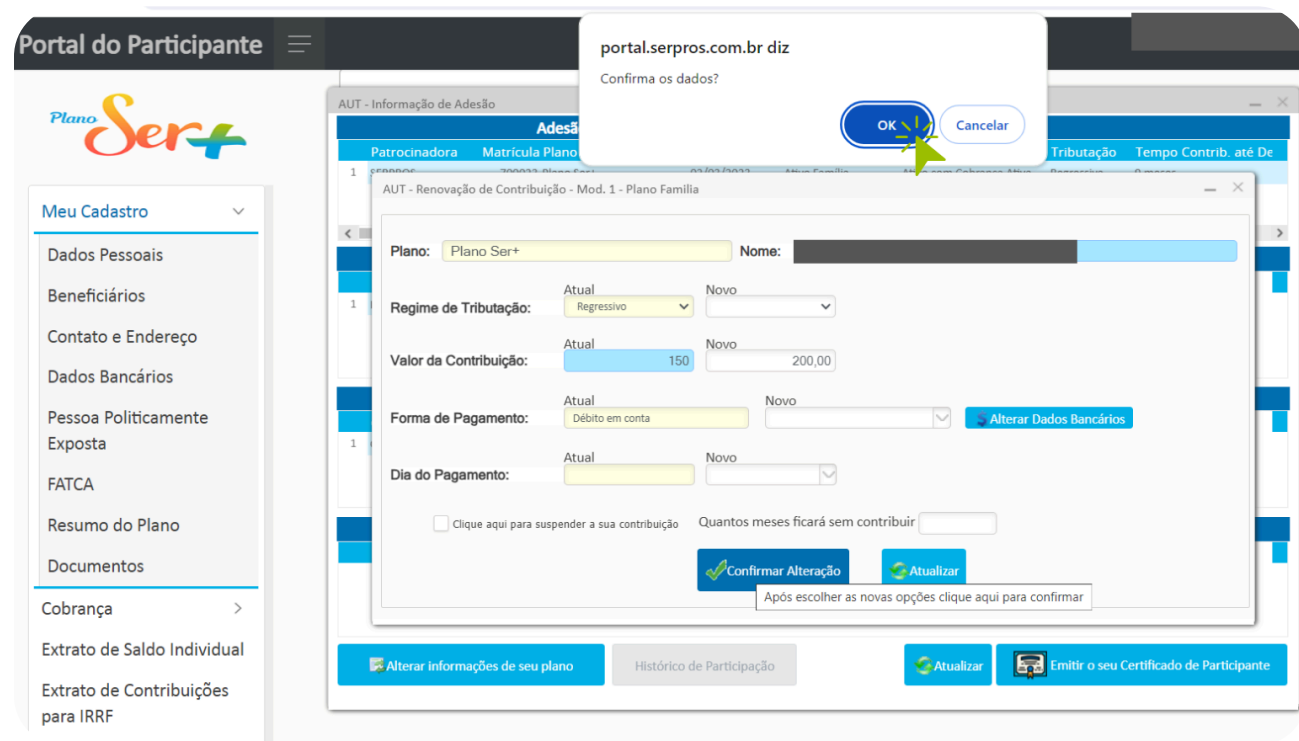 Portal do Participante
portal.serpros.com.br diz
Confirma os dados?
OK
Cancelar
Plano Ser+
Meu Cadastro
Dados Pessoais
Beneficiários
Contato e Endereço
Dados Bancários
Pessoa Politicamente
Exposta
FATCA
Resumo do Plano
Documentos
Cobrança
Extrato de Saldo Individual
Extrato de Contribuições
para IRRF
AUT - Informação de Adesão
Patrocinadora Matrícula Plano Tributação Tempo Contrib. até De
1
AUT - Renovação de Contribuição - Mod. 1 - Plano Familia
Plano: Plano Ser+ Nome:
Atual Novo
1 Regime de Tributação: Regressivo
Atual Novo
Valor da Contribuição: 150 200,00
Atual Novo
Forma de Pagamento: Débito em conta Alterar Dados Bancários
1
Atual Novo
Dia do Pagamento:
Clique aqui para suspender a sua contribuição Quantos meses ficará sem contribuir
Confirmar Alteração Atualizar
Após escolher as novas opções clique aqui para confirmar
Alterar informações de seu plano Histórico de Participação Atualizar Emitir o seu Certificado de Participante